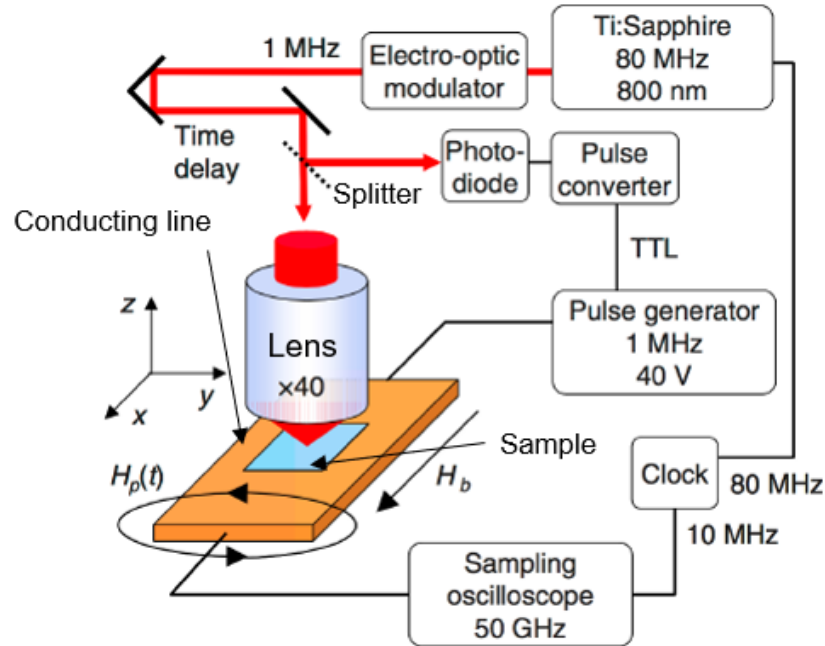 1 MHz
Electro-optic
modulator
Ti:Sapphire
80 MHz
800 nm
Time
delay
Splitter
Photo-
diode
Pulse
converter
Conducting line
TTL
z
y
x
Lens
×40
Pulse generator
1 MHz
40 V
Sample
H_p(t)
H_b
Clock
80 MHz
10 MHz
Sampling
oscilloscope
50 GHz